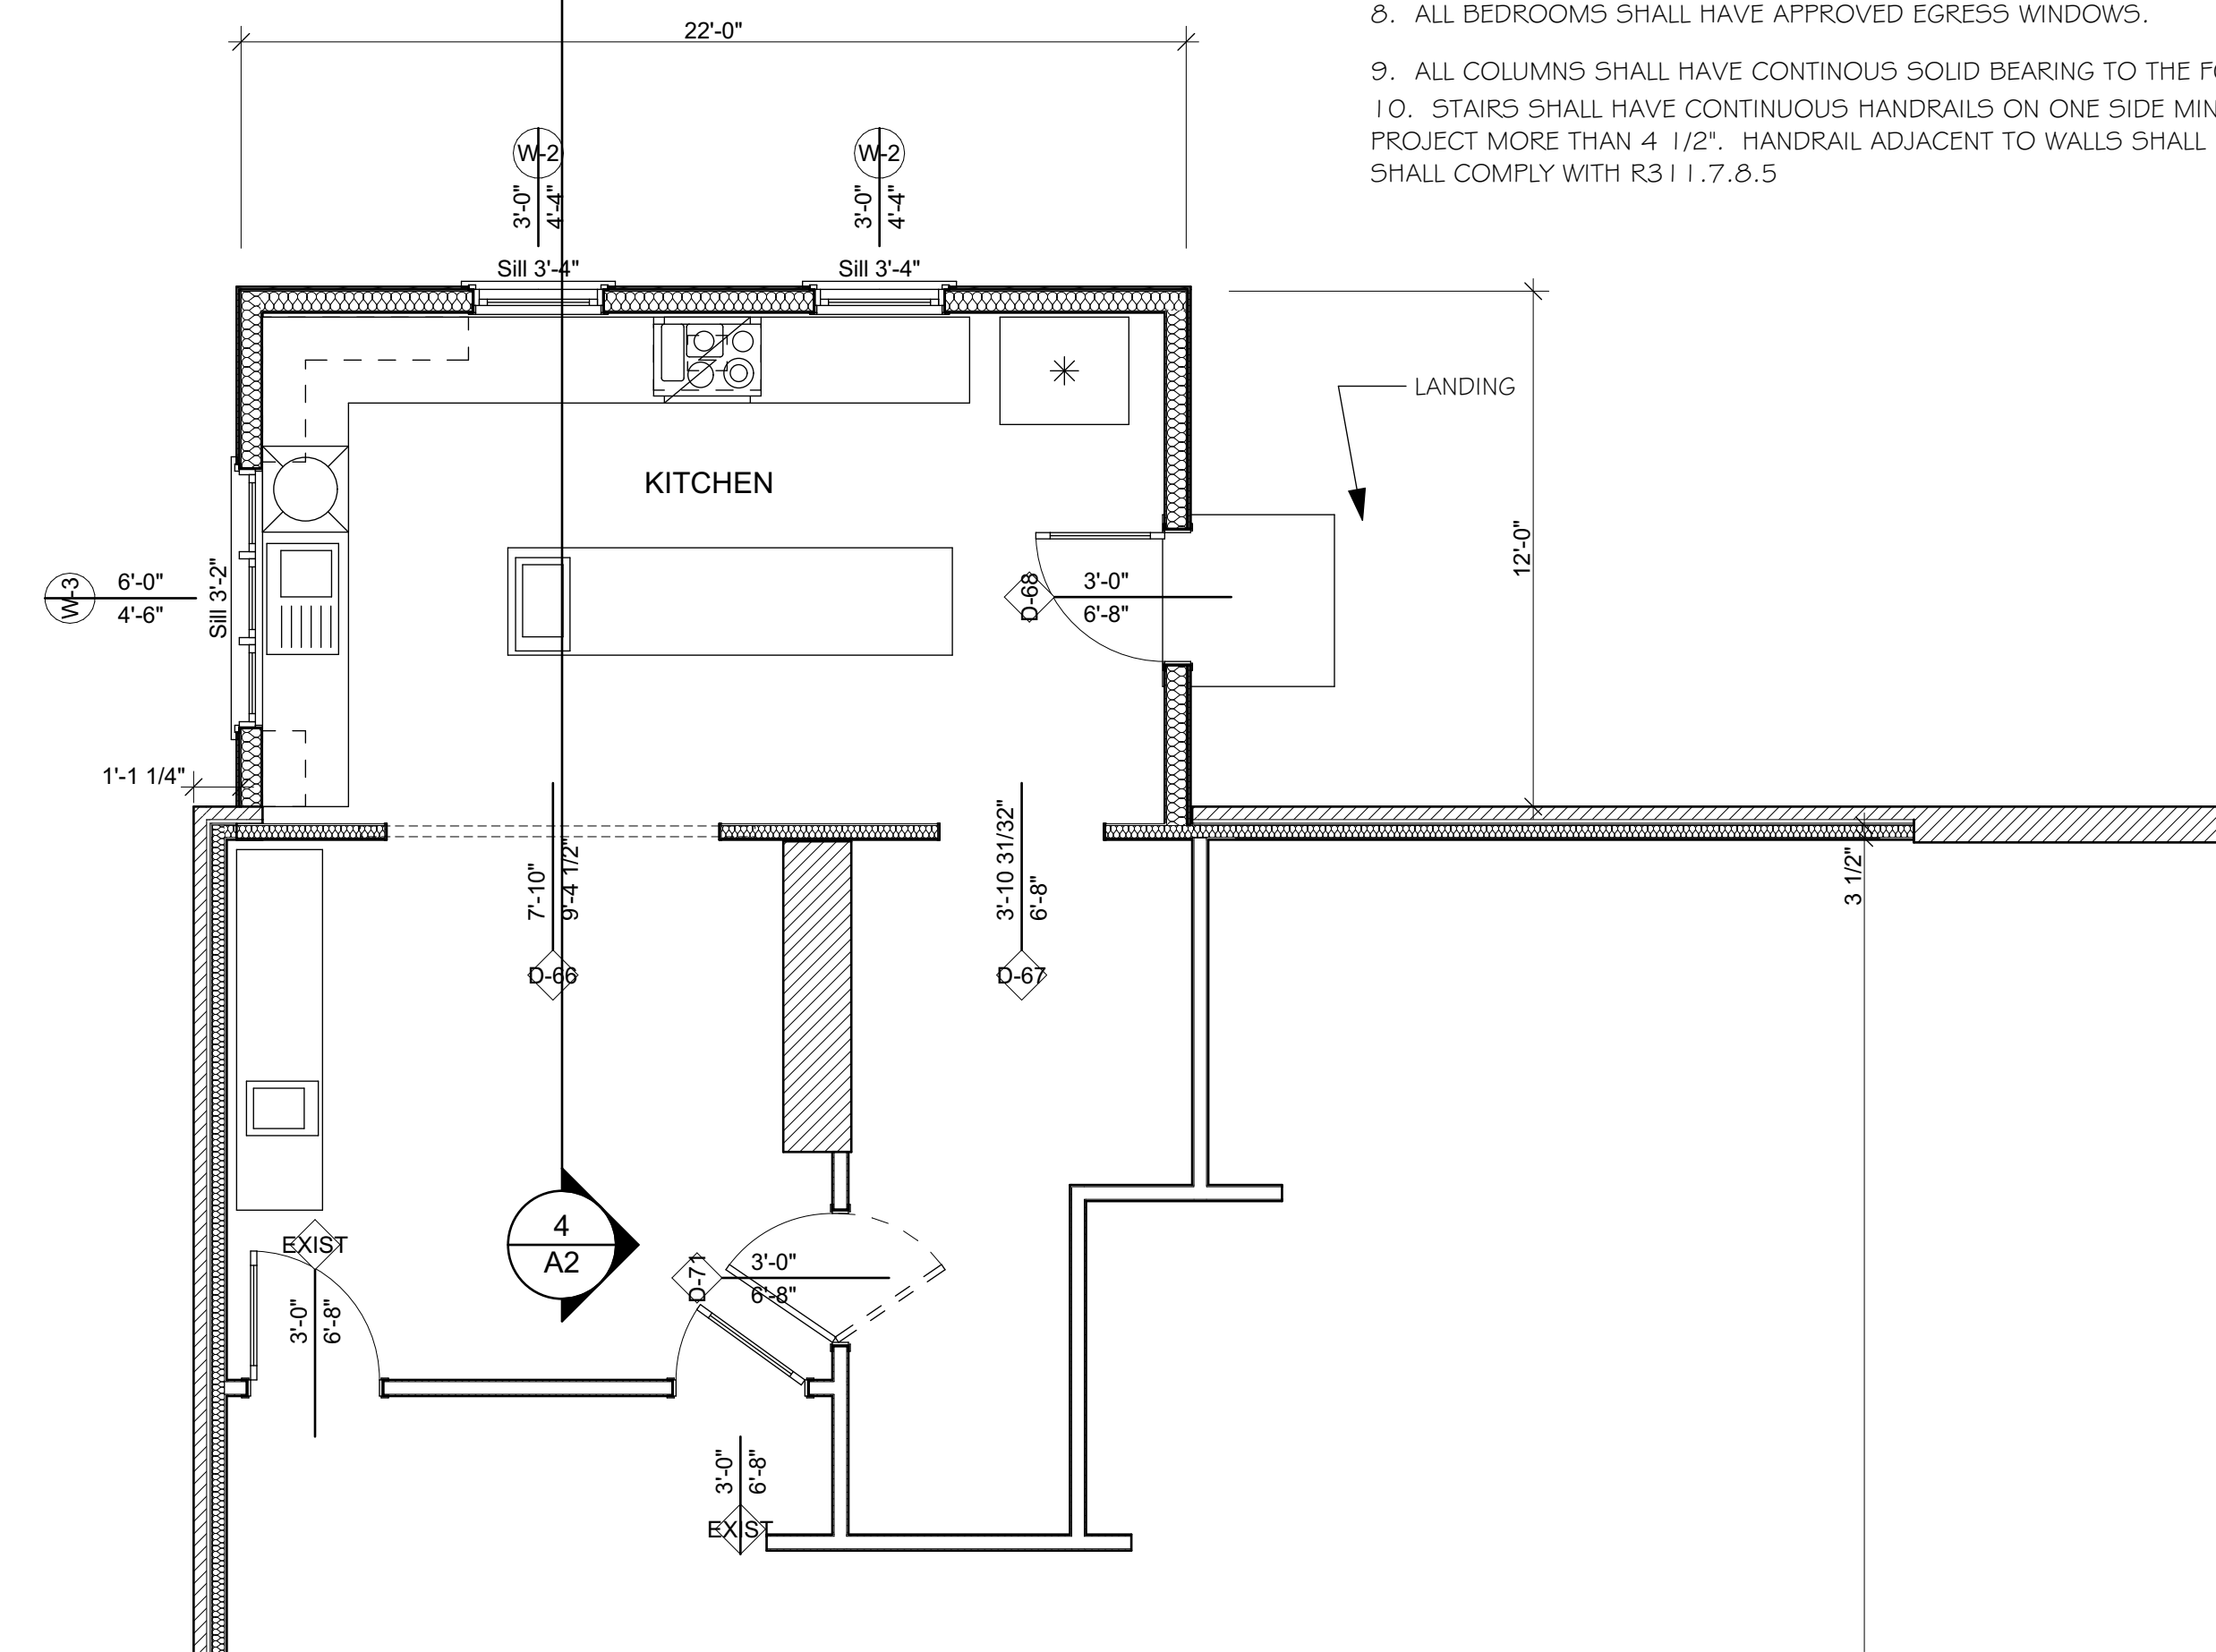 22'-0"
8. ALL BEDROOMS SHALL HAVE APPROVED EGRESS WINDOWS.
9. ALL COLUMNS SHALL HAVE CONTINOUS SOLID BEARING TO THE
10. STAIRS SHALL HAVE CONTINUOUS HANDRAILS ON ONE SIDE MIN
PROJECT MORE THAN 4 1/2". HANDRAIL ADJACENT TO WALLS SHALL
SHALL COMPLY WITH R311.7.8.5
W-2
3'-0"
4'-4"
Sill 3'-4"
W-2
3'-0"
4'-4"
Sill 3'-4"
LANDING
KITCHEN
12'-0"
W-3
6'-0"
4'-6"
Sill 3'-2"
D-68
3'-0"
6'-8"
1'-1 1/4"
7'-10"
9'-4 1/2"
D-66
3'-10 31/32"
6'-8"
D-67
3 1/2"
4
A2
EXIST
3'-0"
6'-8"
D-71
3'-0"
6'-8"
3'-0"
6'-8"
EXIST